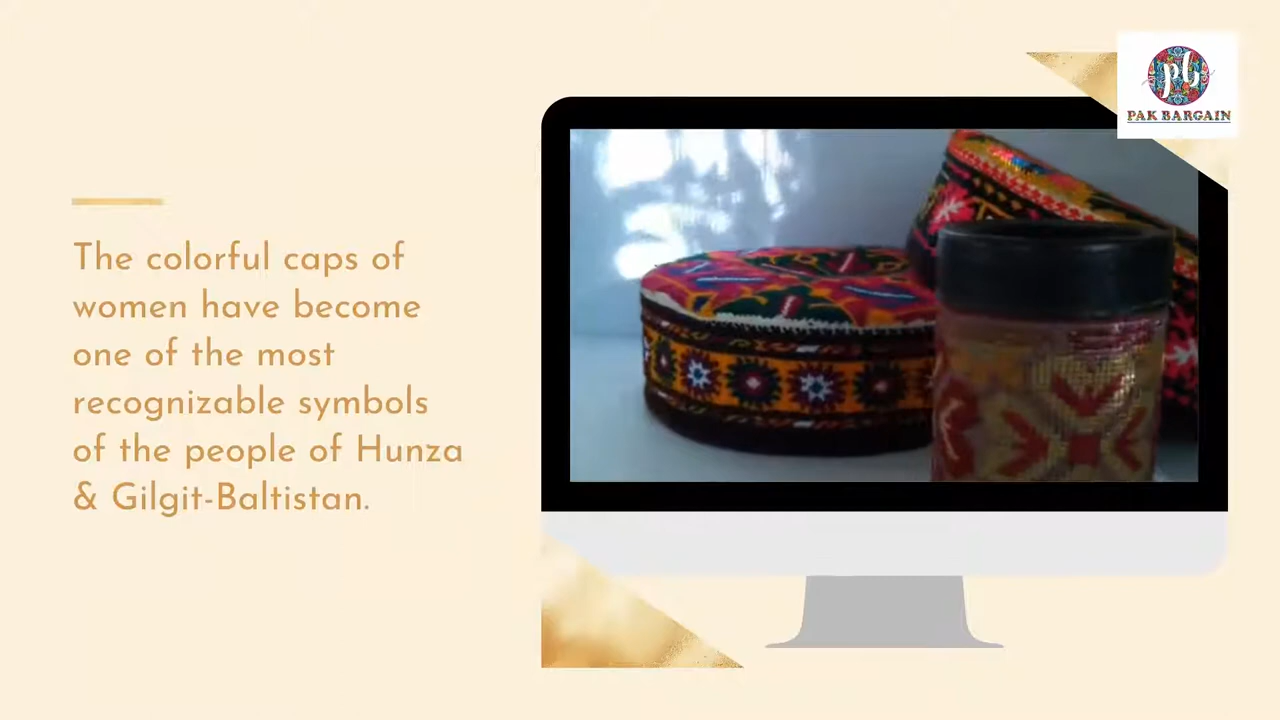 The colorful caps of
women have become
one of the most
recognizable symbols
of the people of Hunza
& Gilgit-Baltistan.
pb
PAK BARGAIN